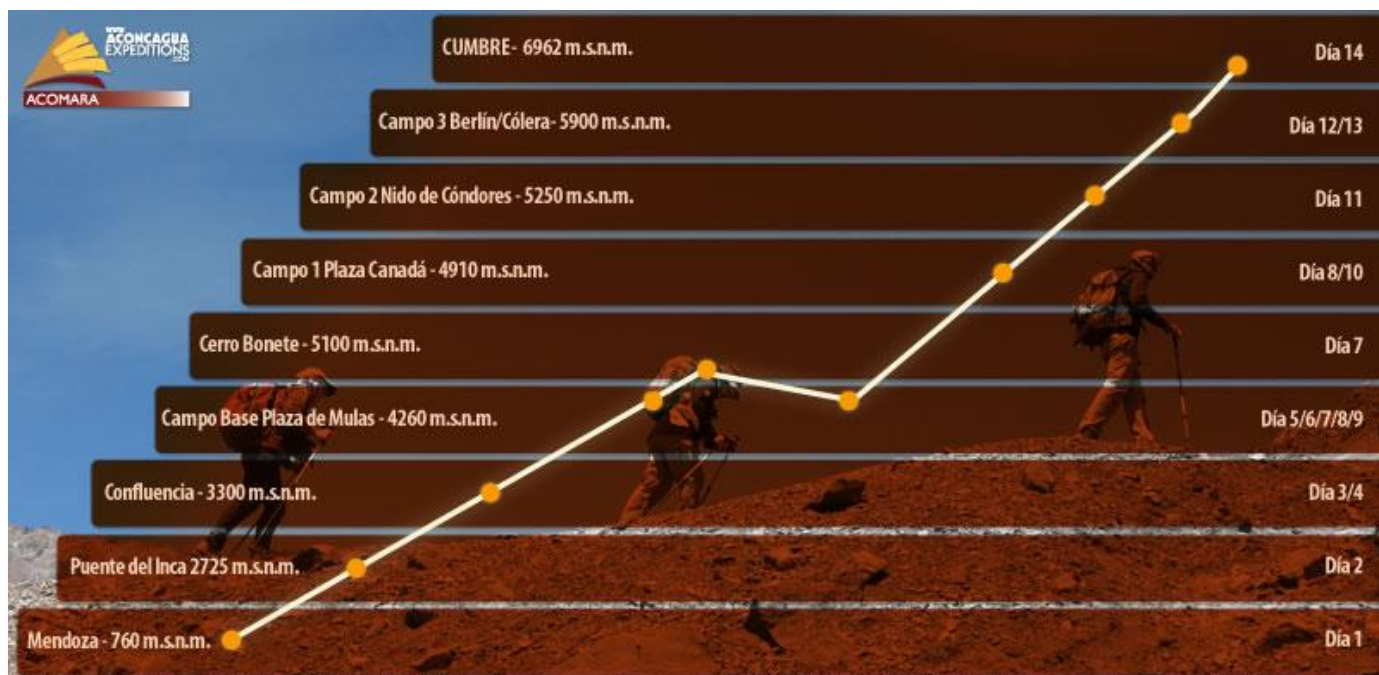 www
ACONCAGUA
EXPEDITIONS
.COM
ACOMARA
CUMBRE- 6962 m.s.n.m. Día 14
Campo 3 Berlín/Cólera- 5900 m.s.n.m. Día 12/13
Campo 2 Nido de Cóndores - 5250 m.s.n.m. Día 11
Campo 1 Plaza Canadá - 4910 m.s.n.m. Día 8/10
Cerro Bonete - 5100 m.s.n.m. Día 7
Campo Base Plaza de Mulas - 4260 m.s.n.m. Día 5/6/7/8/9
Confluencia - 3300 m.s.n.m. Día 3/4
Puente del Inca 2725 m.s.n.m. Día 2
Mendoza - 760 m.s.n.m. Día 1